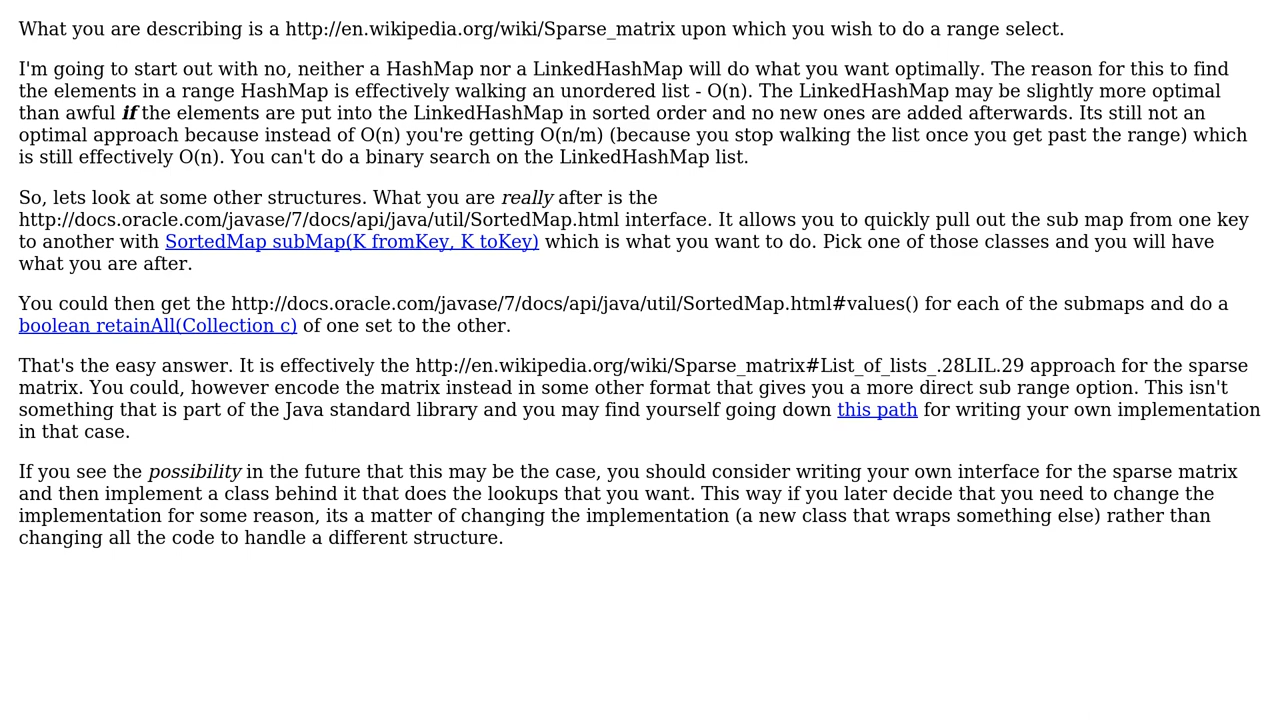 What you are describing is a http://en.wikipedia.org/wiki/Sparse_matrix upon which you wish to do a range select.
I'm going to start out with no, neither a HashMap nor a LinkedHashMap will do what you want optimally. The reason for this to find
the elements in a range HashMap is effectively walking an unordered list - O(n). The LinkedHashMap may be slightly more optimal
than awful if the elements are put into the LinkedHashMap in sorted order and no new ones are added afterwards. Its still not an
optimal approach because instead of O(n) you're getting O(n/m) (because you stop walking the list once you get past the range) which
is still effectively O(n). You can't do a binary search on the LinkedHashMap list.
So, lets look at some other structures. What you are really after is the
http://docs.oracle.com/javase/7/docs/api/java/util/SortedMap.html interface. It allows you to quickly pull out the sub map from one key
to another with SortedMap subMap(K fromKey, K toKey) which is what you want to do. Pick one of those classes and you will have
what you are after.
You could then get the http://docs.oracle.com/javase/7/docs/api/java/util/SortedMap.html#values() for each of the submaps and do a
boolean retainAll(Collection c) of one set to the other.
That's the easy answer. It is effectively the http://en.wikipedia.org/wiki/Sparse_matrix#List_of_lists_.28LIL.29 approach for the sparse
matrix. You could, however encode the matrix instead in some other format that gives you a more direct sub range option. This isn't
something that is part of the Java standard library and you may find yourself going down this path for writing your own implementation
in that case.
If you see the possibility in the future that this may be the case, you should consider writing your own interface for the sparse matrix
and then implement a class behind it that does the lookups that you want. This way if you later decide that you need to change the
implementation for some reason, its a matter of changing the implementation (a new class that wraps something else) rather than
changing all the code to handle a different structure.